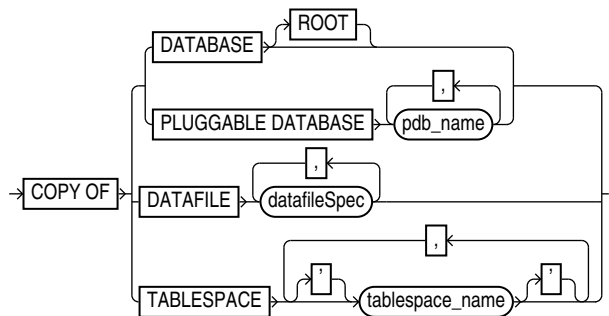 ROOT
DATABASE
,
PLUGGABLE DATABASE pdb_name
,
COPY OF DATAFILE datafileSpec
,
' '
TABLESPACE tablespace_name